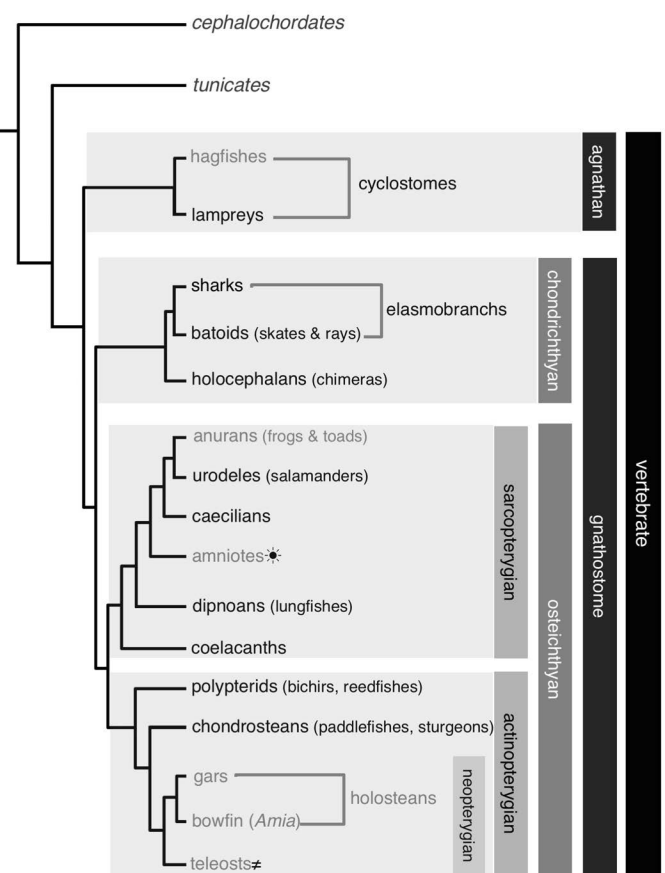 cephalochordates
tunicates
hagfishes
cyclostomes
lampreys
agnathan
sharks
elasmobranchs
batoids (skates & rays)
holocephalans (chimeras)
chondrichthyan
anurans (frogs & toads)
urodeles (salamanders)
caecilians
amniotes☀
dipnoans (lungfishes)
coelacanths
sarcopterygian
polypterids (bichirs, reedfishes)
chondrosteans (paddlefishes, sturgeons)
gars
holosteans
bowfin (Amia)
teleosts≠
neopterygian
actinopterygian
osteichthyan
gnathostome
vertebrate